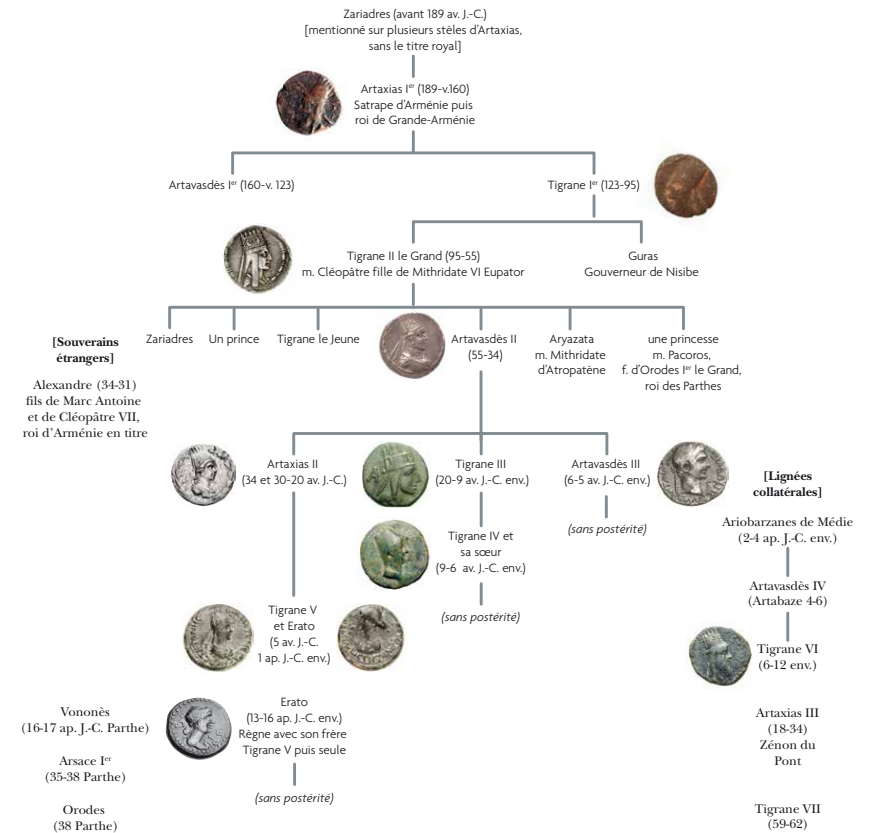 Zariadres (avant 189 av. J.-C.)
[mentionné sur plusieurs stèles d'Artaxias,
sans le titre royal]
Artaxias Iᵉʳ (189-v.160)
Satrape d'Arménie puis
roi de Grande-Arménie
Artavasdès Iᵉʳ (160-v. 123)
Tigrane Iᵉʳ (123-95)
Tigrane II le Grand (95-55)
m. Cléopâtre fille de Mithridate VI Eupator
Guras
Gouverneur de Nisibe
[Souverains
étrangers]
Alexandre (34-31)
fils de Marc Antoine
et de Cléopâtre VII,
roi d'Arménie en titre
Zariadres
Un prince
Tigrane le Jeune
Artavasdès II
(55-34)
Aryazata
m. Mithridate
d'Atropatène
une princesse
m. Pacoros,
f. d'Orodes Iᵉʳ le Grand,
roi des Parthes
Artaxias II
(34 et 30-20 av. J.-C.)
Tigrane III
(20-9 av. J.-C. env.)
Artavasdès III
(6-5 av. J.-C. env.)
(sans postérité)
[Lignées
collatérales]
Ariobarzanes de Médie
(2-4 ap. J.-C. env.)
Tigrane IV et
sa sœur
(9-6 av. J.-C. env.)
(sans postérité)
Artavasdès IV
(Artabaze 4-6)
Tigrane V
et Erato
(5 av. J.-C.
1 ap. J.-C. env.)
Tigrane VI
(6-12 env.)
Erato
(13-16 ap. J.-C. env.)
Règne avec son frère
Tigrane V puis seule
(sans postérité)
Vononès
(16-17 ap. J.-C. Parthe)
Arsace Iᵉʳ
(35-38 Parthe)
Orodes
(38 Parthe)
Artaxias III
(18-34)
Zénon du
Pont
Tigrane VII
(59-62)